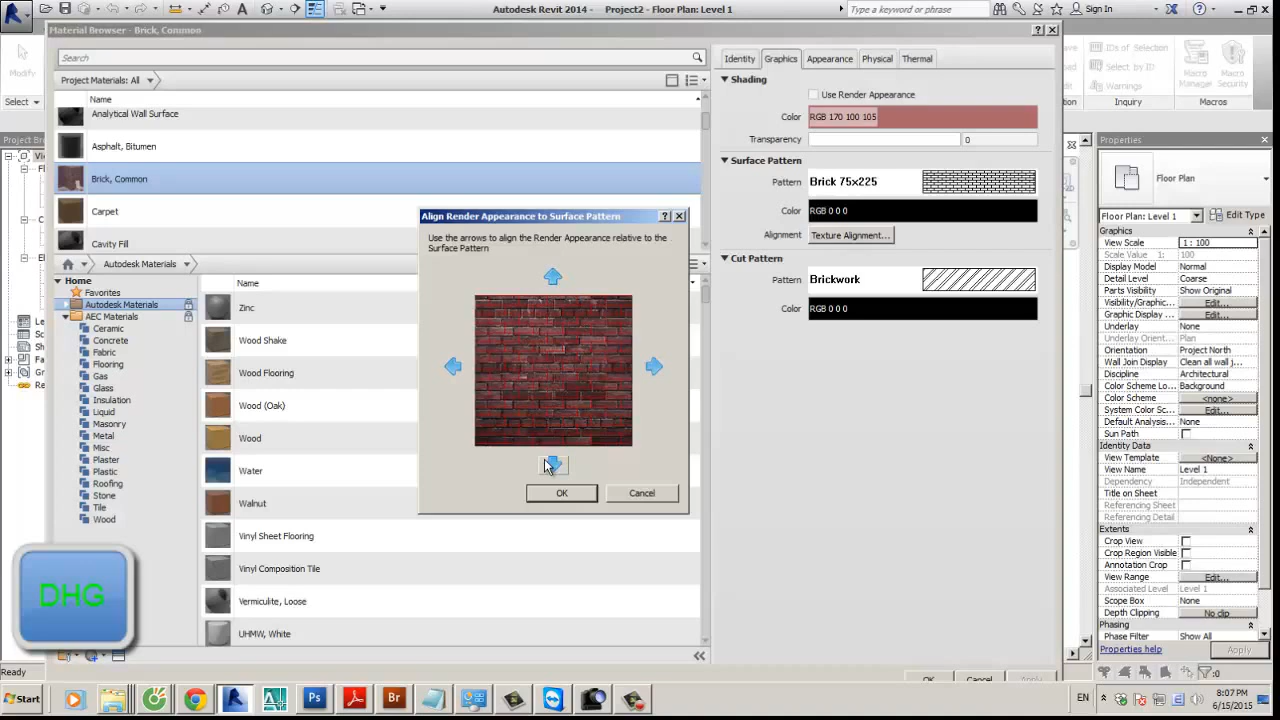 Autodesk Revit 2014 - Project2 - Floor Plan: Level 1
Type a keyword or phrase
Sign In
Material Browser - Brick, Common
Modify
Select
Search
Project Materials: All
Name
Analytical Wall Surface
Asphalt, Bitumen
Brick, Common
Carpet
Cavity Fill
Home
Autodesk Materials
Favorites
Autodesk Materials
AEC Materials
Ceramic
Concrete
Fabric
Flooring
Gas
Glass
Insulation
Liquid
Masonry
Metal
Misc
Plaster
Plastic
Roofing
Stone
Tile
Wood
Name
Zinc
Wood Shake
Wood Flooring
Wood (Oak)
Wood
Water
Walnut
Vinyl Sheet Flooring
Vinyl Composition Tile
Vermiculite, Loose
UHMW, White
Align Render Appearance to Surface Pattern
Use the arrows to align the Render Appearance relative to the
Surface Pattern
OK
Cancel
Identity
Graphics
Appearance
Physical
Thermal
Shading
Use Render Appearance
Color
RGB 170 100 105
Transparency
0
Surface Pattern
Pattern
Brick 75x225
Color
RGB 0 0 0
Alignment
Texture Alignment...
Cut Pattern
Pattern
Brickwork
Color
RGB 0 0 0
IDs of Selection
Select by ID
Warnings
Inquiry
Macro
Manager
Macro
Security
Macros
Project Bro
Properties
Floor Plan
Floor Plan: Level 1
Edit Type
Graphics
View Scale 1 : 100
Scale Value 1: 100
Display Model Normal
Detail Level Coarse
Parts Visibility Show Original
Visibility/Graphic... Edit...
Graphic Display ... Edit...
Underlay None
Underlay Orient... Plan
Orientation Project North
Wall Join Display Clean all wall j...
Discipline Architectural
Color Scheme Lo... Background
Color Scheme <none>
System Color Sc... Edit...
Default Analysis... None
Sun Path
Identity Data
View Template <None>
View Name Level 1
Dependency Independent
Title on Sheet
Referencing Sheet
Referencing Detail
Extents
Crop View
Crop Region Visible
Annotation Crop
View Range Edit...
Associated Level Level 1
Scope Box None
Depth Clipping No clip
Phasing
Phase Filter Show All
Properties help
Apply
DHG
Ready
:0
Start
EN
8:07 PM
6/15/2015